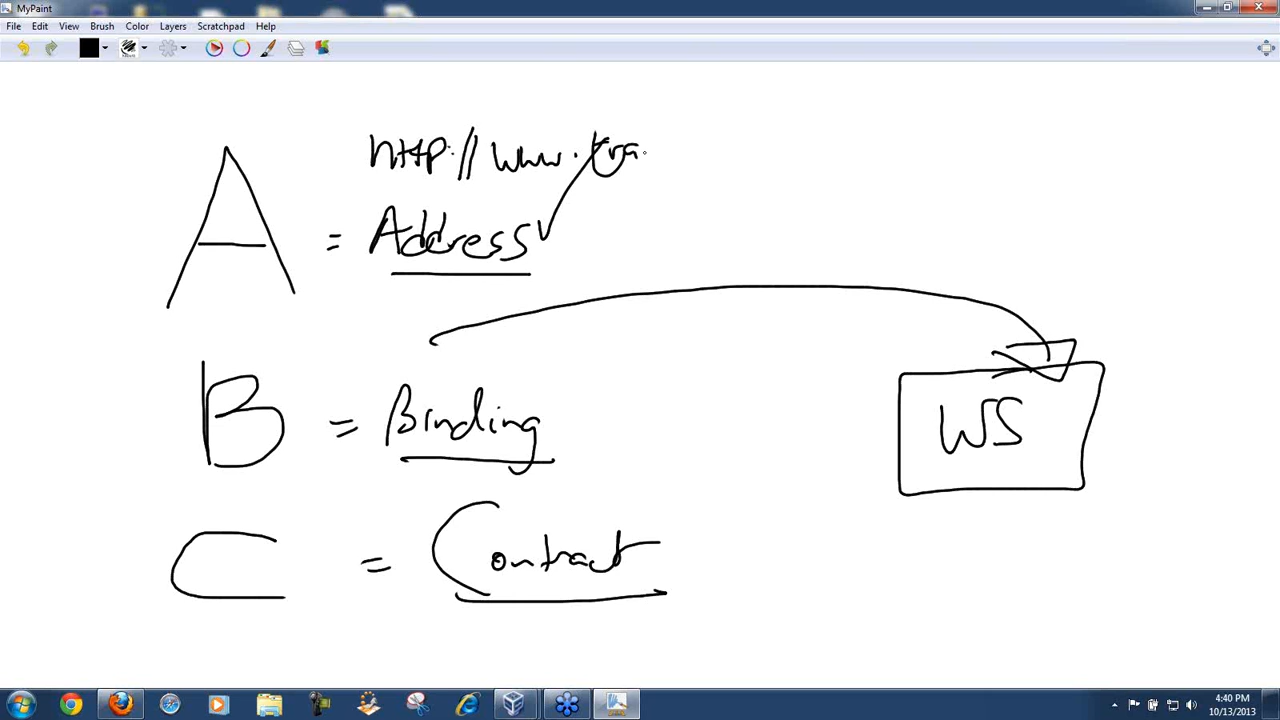 MyPaint
File Edit View Brush Color Layers Scratchpad Help
http://www.tra
A = Address
B = Binding
WS
C = Contract
4:40 PM
10/13/2013